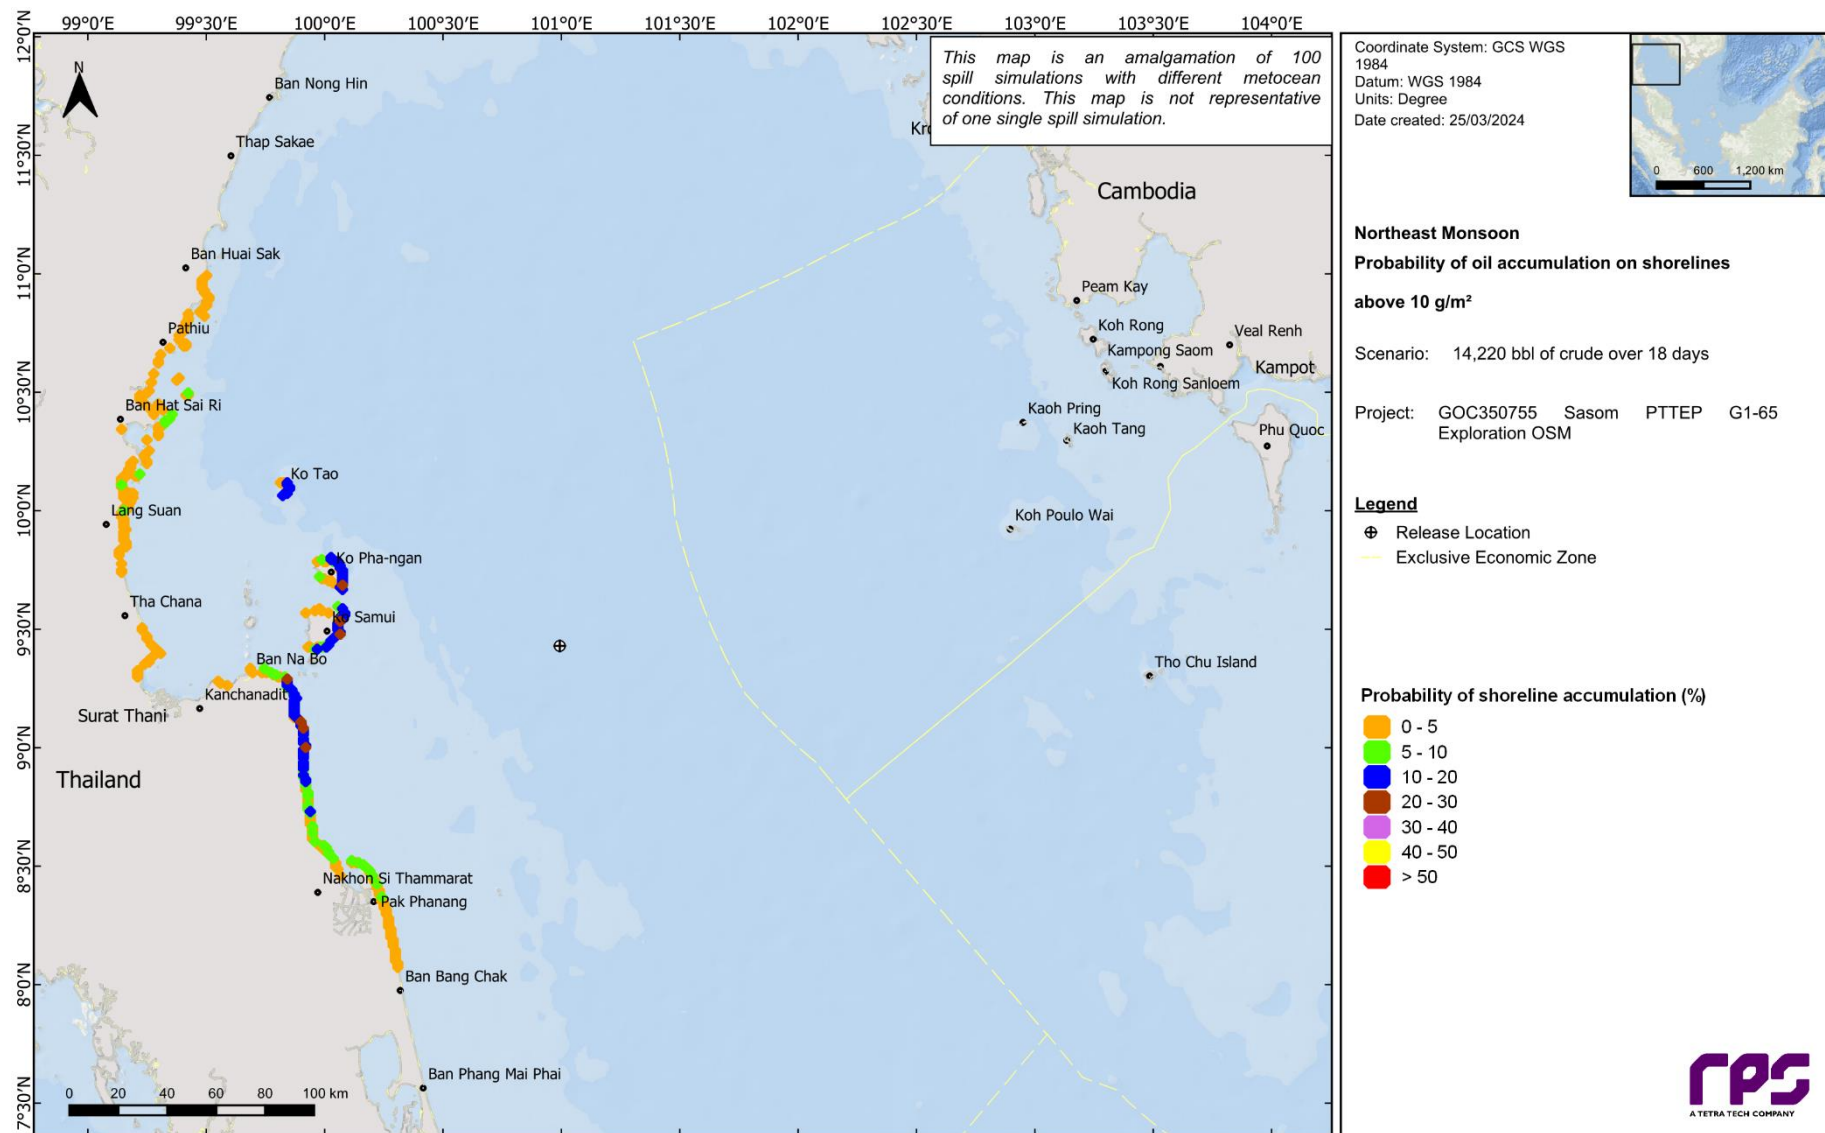 99°0'E 99°30'E 100°0'E 100°30'E 101°0'E 101°30'E 102°0'E 102°30'E 103°0'E 103°30'E 104°0'E
12°0'N
11°30'N
11°0'N
10°30'N
10°0'N
9°30'N
9°0'N
8°30'N
8°0'N
7°30'N
N
This map is an amalgamation of 100
spill simulations with different metocean
conditions. This map is not representative
of one single spill simulation.
Ban Nong Hin
Thap Sakae
Kro
Cambodia
Ban Huai Sak
Peam Kay
Pathiu
Koh Rong
Veal Renh
Kampong Saom
Kampot
Koh Rong Sanloem
Ban Hat Sai Ri
Kaoh Pring
Kaoh Tang
Phu Quoc
Ko Tao
Lang Suan
Koh Poulo Wai
Ko Pha-ngan
Tha Chana
Ko Samui
Ban Na Bo
Tho Chu Island
Kanchanadit
Surat Thani
Thailand
Nakhon Si Thammarat
Pak Phanang
Ban Bang Chak
Ban Phang Mai Phai
0 20 40 60 80 100 km
Coordinate System: GCS WGS
1984
Datum: WGS 1984
Units: Degree
Date created: 25/03/2024
0 600 1,200 km
Northeast Monsoon
Probability of oil accumulation on shorelines
above 10 g/m²
Scenario: 14,220 bbl of crude over 18 days
Project: GOC350755 Sasom PTTEP G1-65
Exploration OSM
Legend
Release Location
Exclusive Economic Zone
Probability of shoreline accumulation (%)
0 - 5
5 - 10
10 - 20
20 - 30
30 - 40
40 - 50
> 50
rps
A TETRA TECH COMPANY